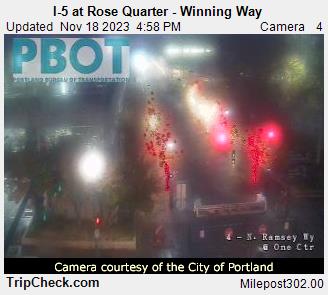 I-5 at Rose Quarter - Winning Way
Updated Nov 18 2023 4:58 PM Camera 4
PBOT
PORTLAND BUREAU OF TRANSPORTATION
4 - N. Ramsey Wy
@ One Ctr
Camera courtesy of the City of Portland
TripCheck.com Milepost302.00